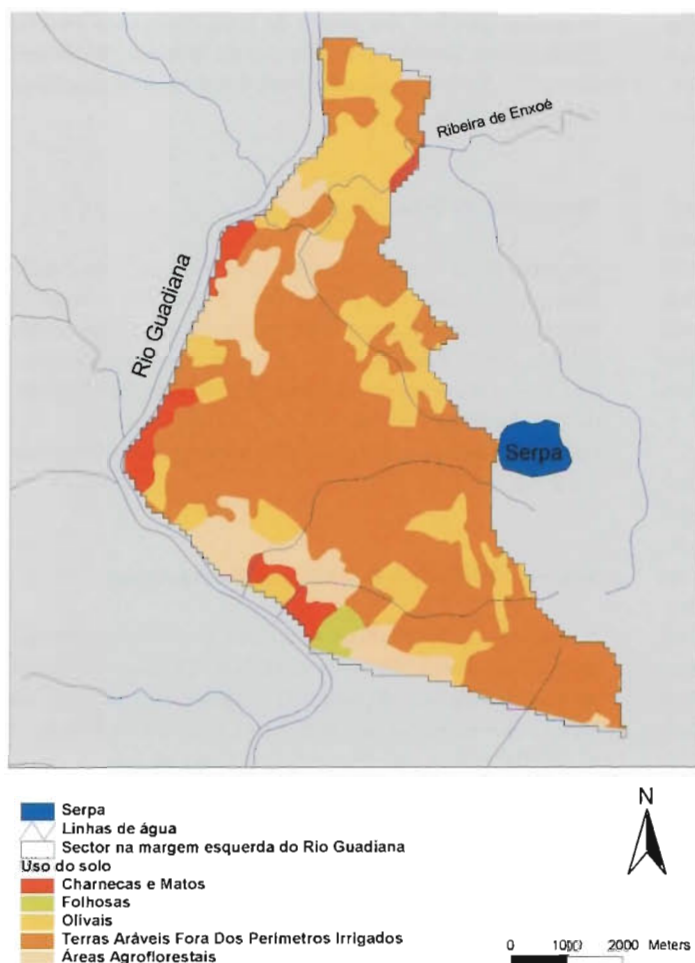 Ribeira de Enxoé
Rio Guadiana
Serpa
Serpa
Linhas de água
Sector na margem esquerda do Rio Guadiana
Uso do solo
Charnecas e Matos
Folhosas
Olivais
Terras Aráveis Fora Dos Perímetros Irrigados
Áreas Agroflorestais
N
0 1000 2000 Meters